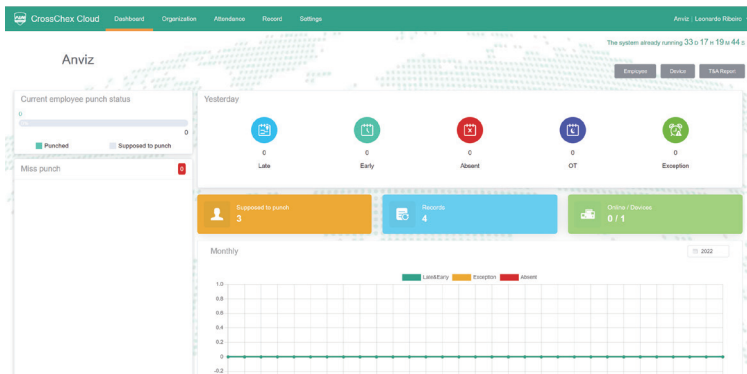 CrossChex Cloud Dashboard Organization Attendance Record Settings Anviz | Leonardo Ribeiro
The system already running 33 D 17 H 19 M 44 S
Anviz
Employee Device T&A Report
Current employee punch status
0
0
Punched Supposed to punch
Miss punch 0
Yesterday
0 0 0 0 0
Late Early Absent OT Exception
Supposed to punch
3
Records
4
Online / Devices
0 / 1
Monthly 2022
Late&Early Exception Absent
1.0
0.8
0.6
0.4
0.2
0
-0.2